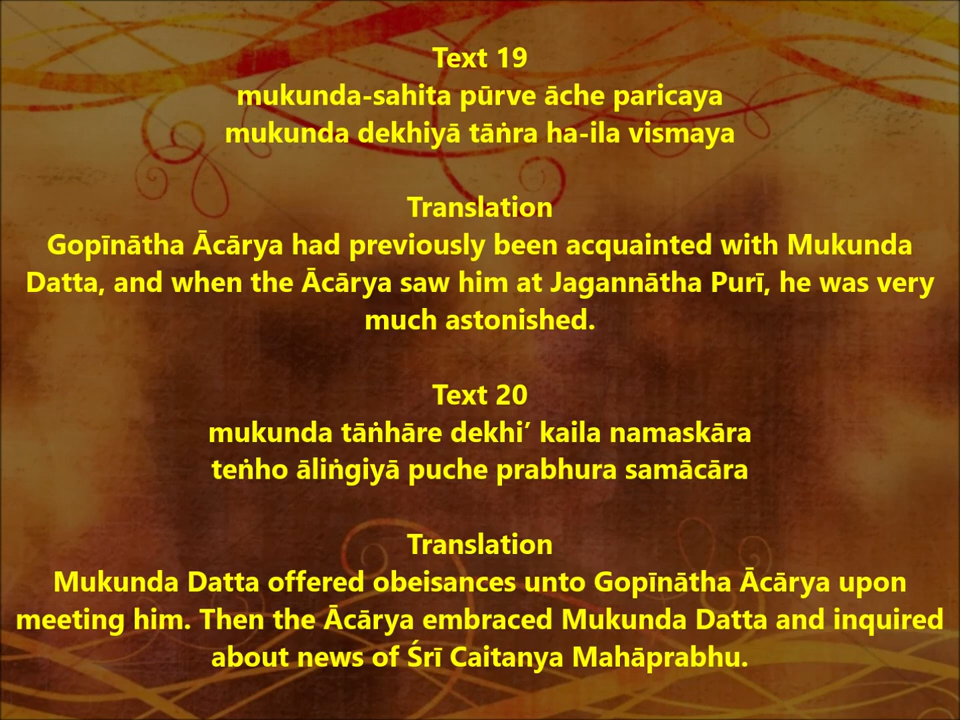 Text 19
mukunda-sahita pūrve āche paricaya
mukunda dekhiyā tāṅra ha-ila vismaya
Translation
Gopīnātha Ācārya had previously been acquainted with Mukunda
Datta, and when the Ācārya saw him at Jagannātha Purī, he was very
much astonished.
Text 20
mukunda tāṅhāre dekhi’ kaila namaskāra
teṅho āliṅgiyā puche prabhura samācāra
Translation
Mukunda Datta offered obeisances unto Gopīnātha Ācārya upon
meeting him. Then the Ācārya embraced Mukunda Datta and inquired
about news of Śrī Caitanya Mahāprabhu.